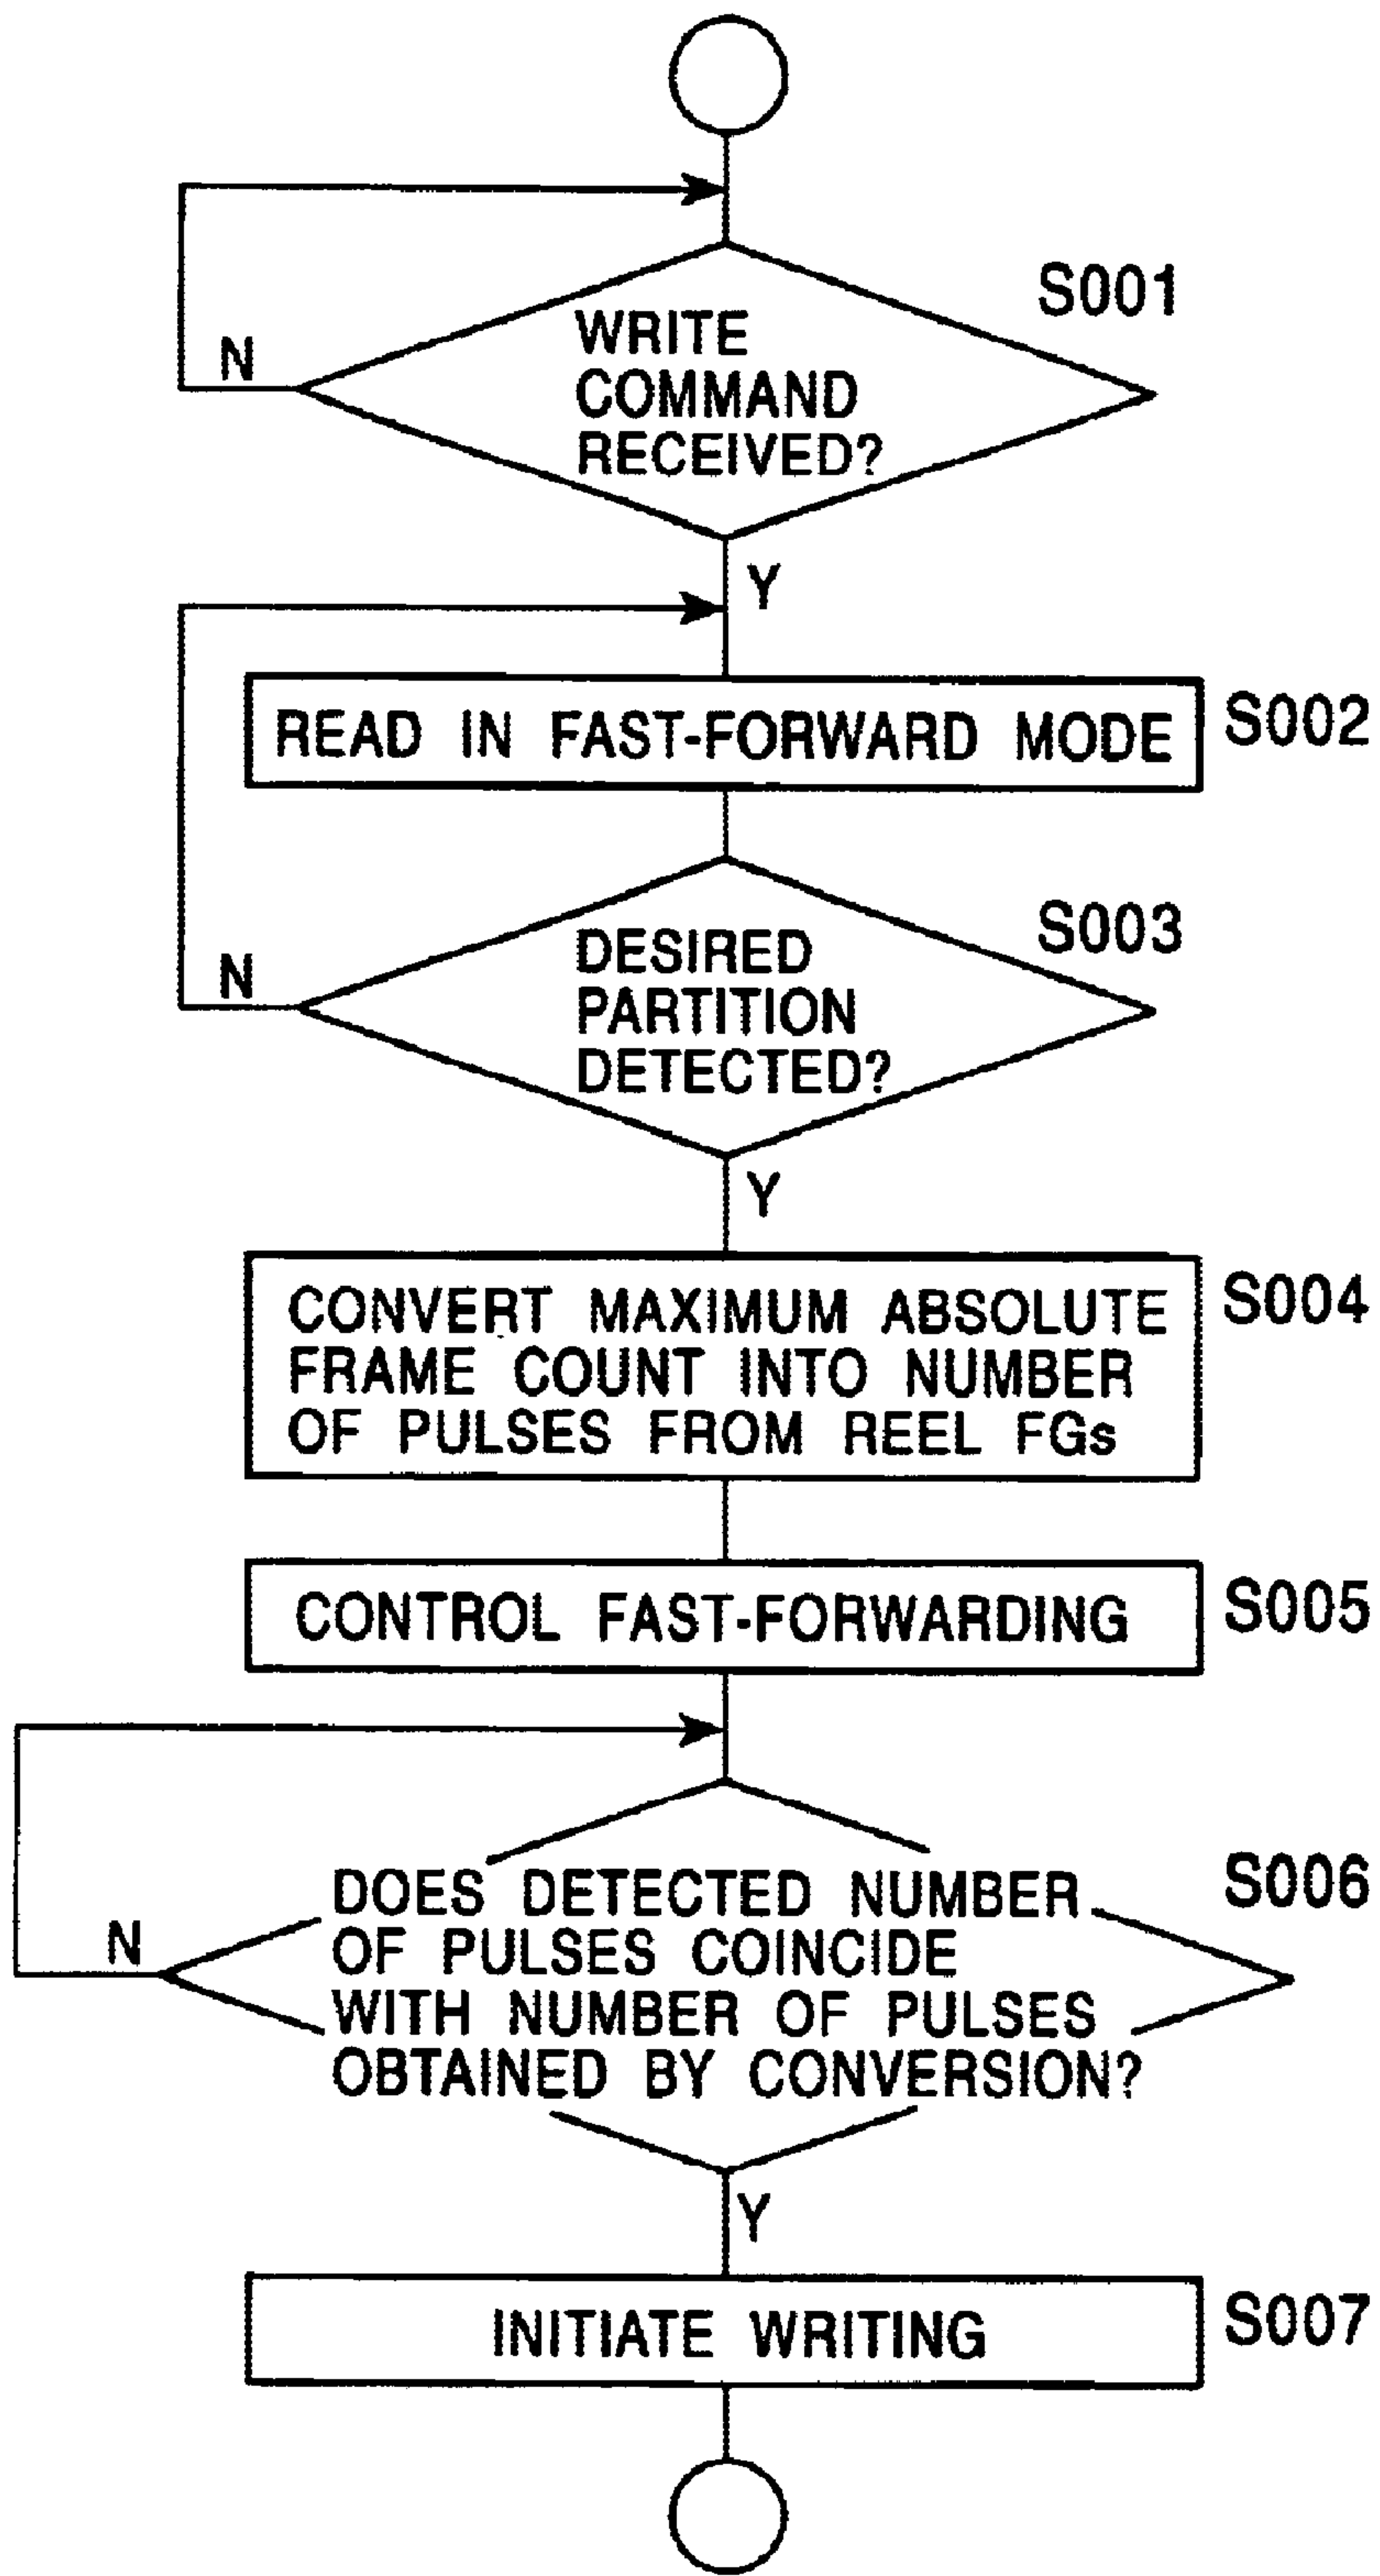 S001
WRITE
COMMAND
RECEIVED?
N
Y
READ IN FAST-FORWARD MODE
S002
S003
DESIRED
PARTITION
DETECTED?
N
Y
CONVERT MAXIMUM ABSOLUTE
FRAME COUNT INTO NUMBER
OF PULSES FROM REEL FGs
S004
CONTROL FAST-FORWARDING
S005
DOES DETECTED NUMBER
OF PULSES COINCIDE
WITH NUMBER OF PULSES
OBTAINED BY CONVERSION?
S006
N
Y
INITIATE WRITING
S007